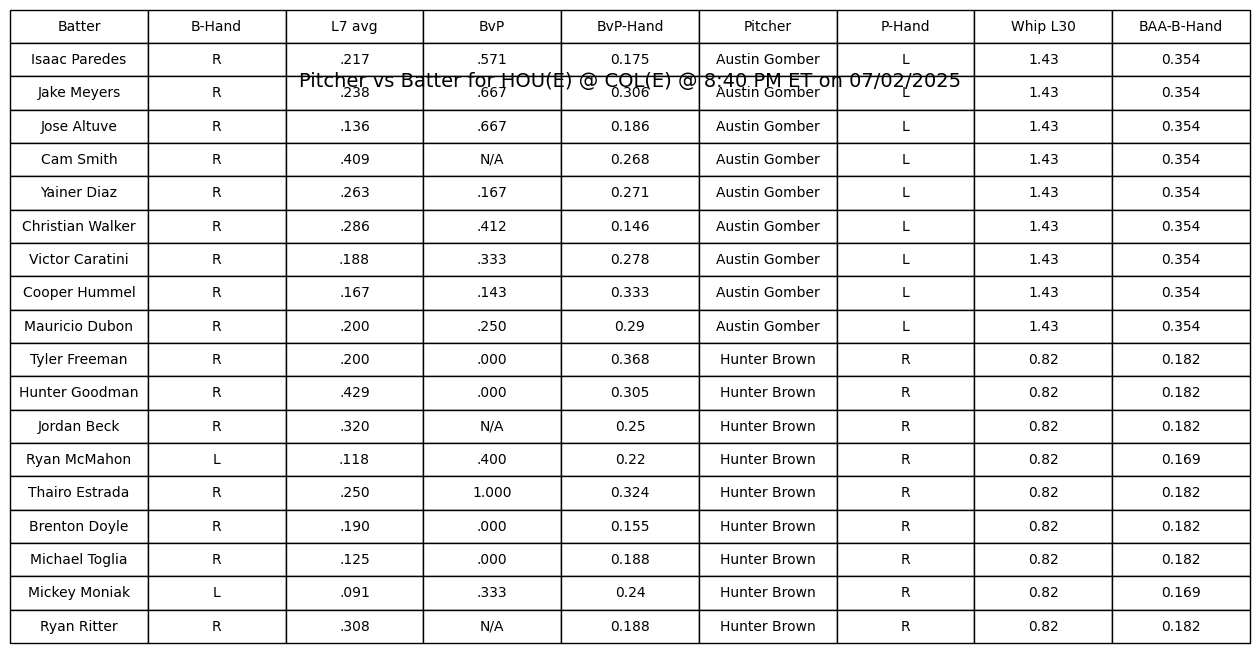 Batter B-Hand L7 avg BvP BvP-Hand Pitcher P-Hand Whip L30 BAA-B-Hand
Isaac Paredes R .217 .571 0.175 Austin Gomber L 1.43 0.354
Pitcher vs Batter for HOU(E) @ COL(E) @ 8:40 PM ET on 07/02/2025
Jake Meyers R .238 .667 0.306 Austin Gomber L 1.43 0.354
Jose Altuve R .136 .667 0.186 Austin Gomber L 1.43 0.354
Cam Smith R .409 N/A 0.268 Austin Gomber L 1.43 0.354
Yainer Diaz R .263 .167 0.271 Austin Gomber L 1.43 0.354
Christian Walker R .286 .412 0.146 Austin Gomber L 1.43 0.354
Victor Caratini R .188 .333 0.278 Austin Gomber L 1.43 0.354
Cooper Hummel R .167 .143 0.333 Austin Gomber L 1.43 0.354
Mauricio Dubon R .200 .250 0.29 Austin Gomber L 1.43 0.354
Tyler Freeman R .200 .000 0.368 Hunter Brown R 0.82 0.182
Hunter Goodman R .429 .000 0.305 Hunter Brown R 0.82 0.182
Jordan Beck R .320 N/A 0.25 Hunter Brown R 0.82 0.182
Ryan McMahon L .118 .400 0.22 Hunter Brown R 0.82 0.169
Thairo Estrada R .250 1.000 0.324 Hunter Brown R 0.82 0.182
Brenton Doyle R .190 .000 0.155 Hunter Brown R 0.82 0.182
Michael Toglia R .125 .000 0.188 Hunter Brown R 0.82 0.182
Mickey Moniak L .091 .333 0.24 Hunter Brown R 0.82 0.169
Ryan Ritter R .308 N/A 0.188 Hunter Brown R 0.82 0.182